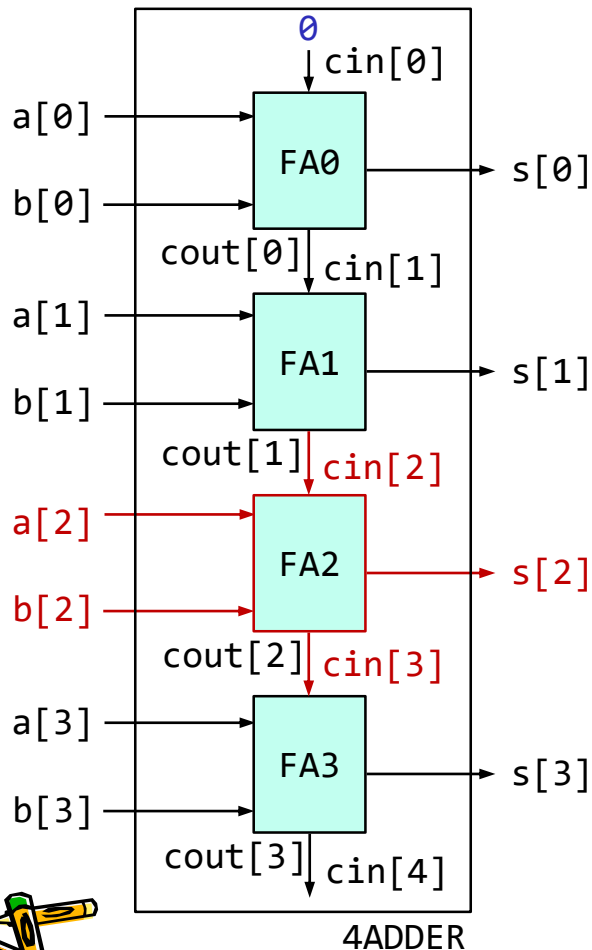 0
cin[0]
a[0]
FA0
s[0]
b[0]
cout[0]
cin[1]
a[1]
FA1
s[1]
b[1]
cout[1]
cin[2]
a[2]
FA2
s[2]
b[2]
cout[2]
cin[3]
a[3]
FA3
s[3]
b[3]
cout[3]
cin[4]
4ADDER